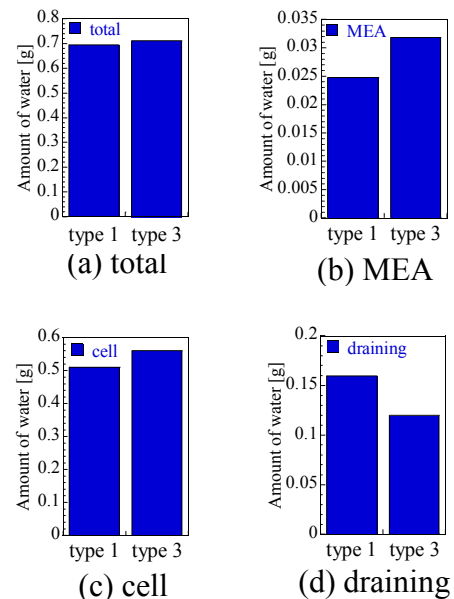 Amount of water [g]
0.8
0.7
0.6
0.5
0.4
0.3
0.2
0.1
0
total
type 1 type 3
(a) total
Amount of water [g]
0.035
0.03
0.025
0.02
0.015
0.01
0.005
0
MEA
type 1 type 3
(b) MEA
Amount of water [g]
0.6
0.5
0.4
0.3
0.2
0.1
0
cell
type 1 type 3
(c) cell
Amount of water [g]
0.2
0.15
0.1
0.05
0
draining
type 1 type 3
(d) draining